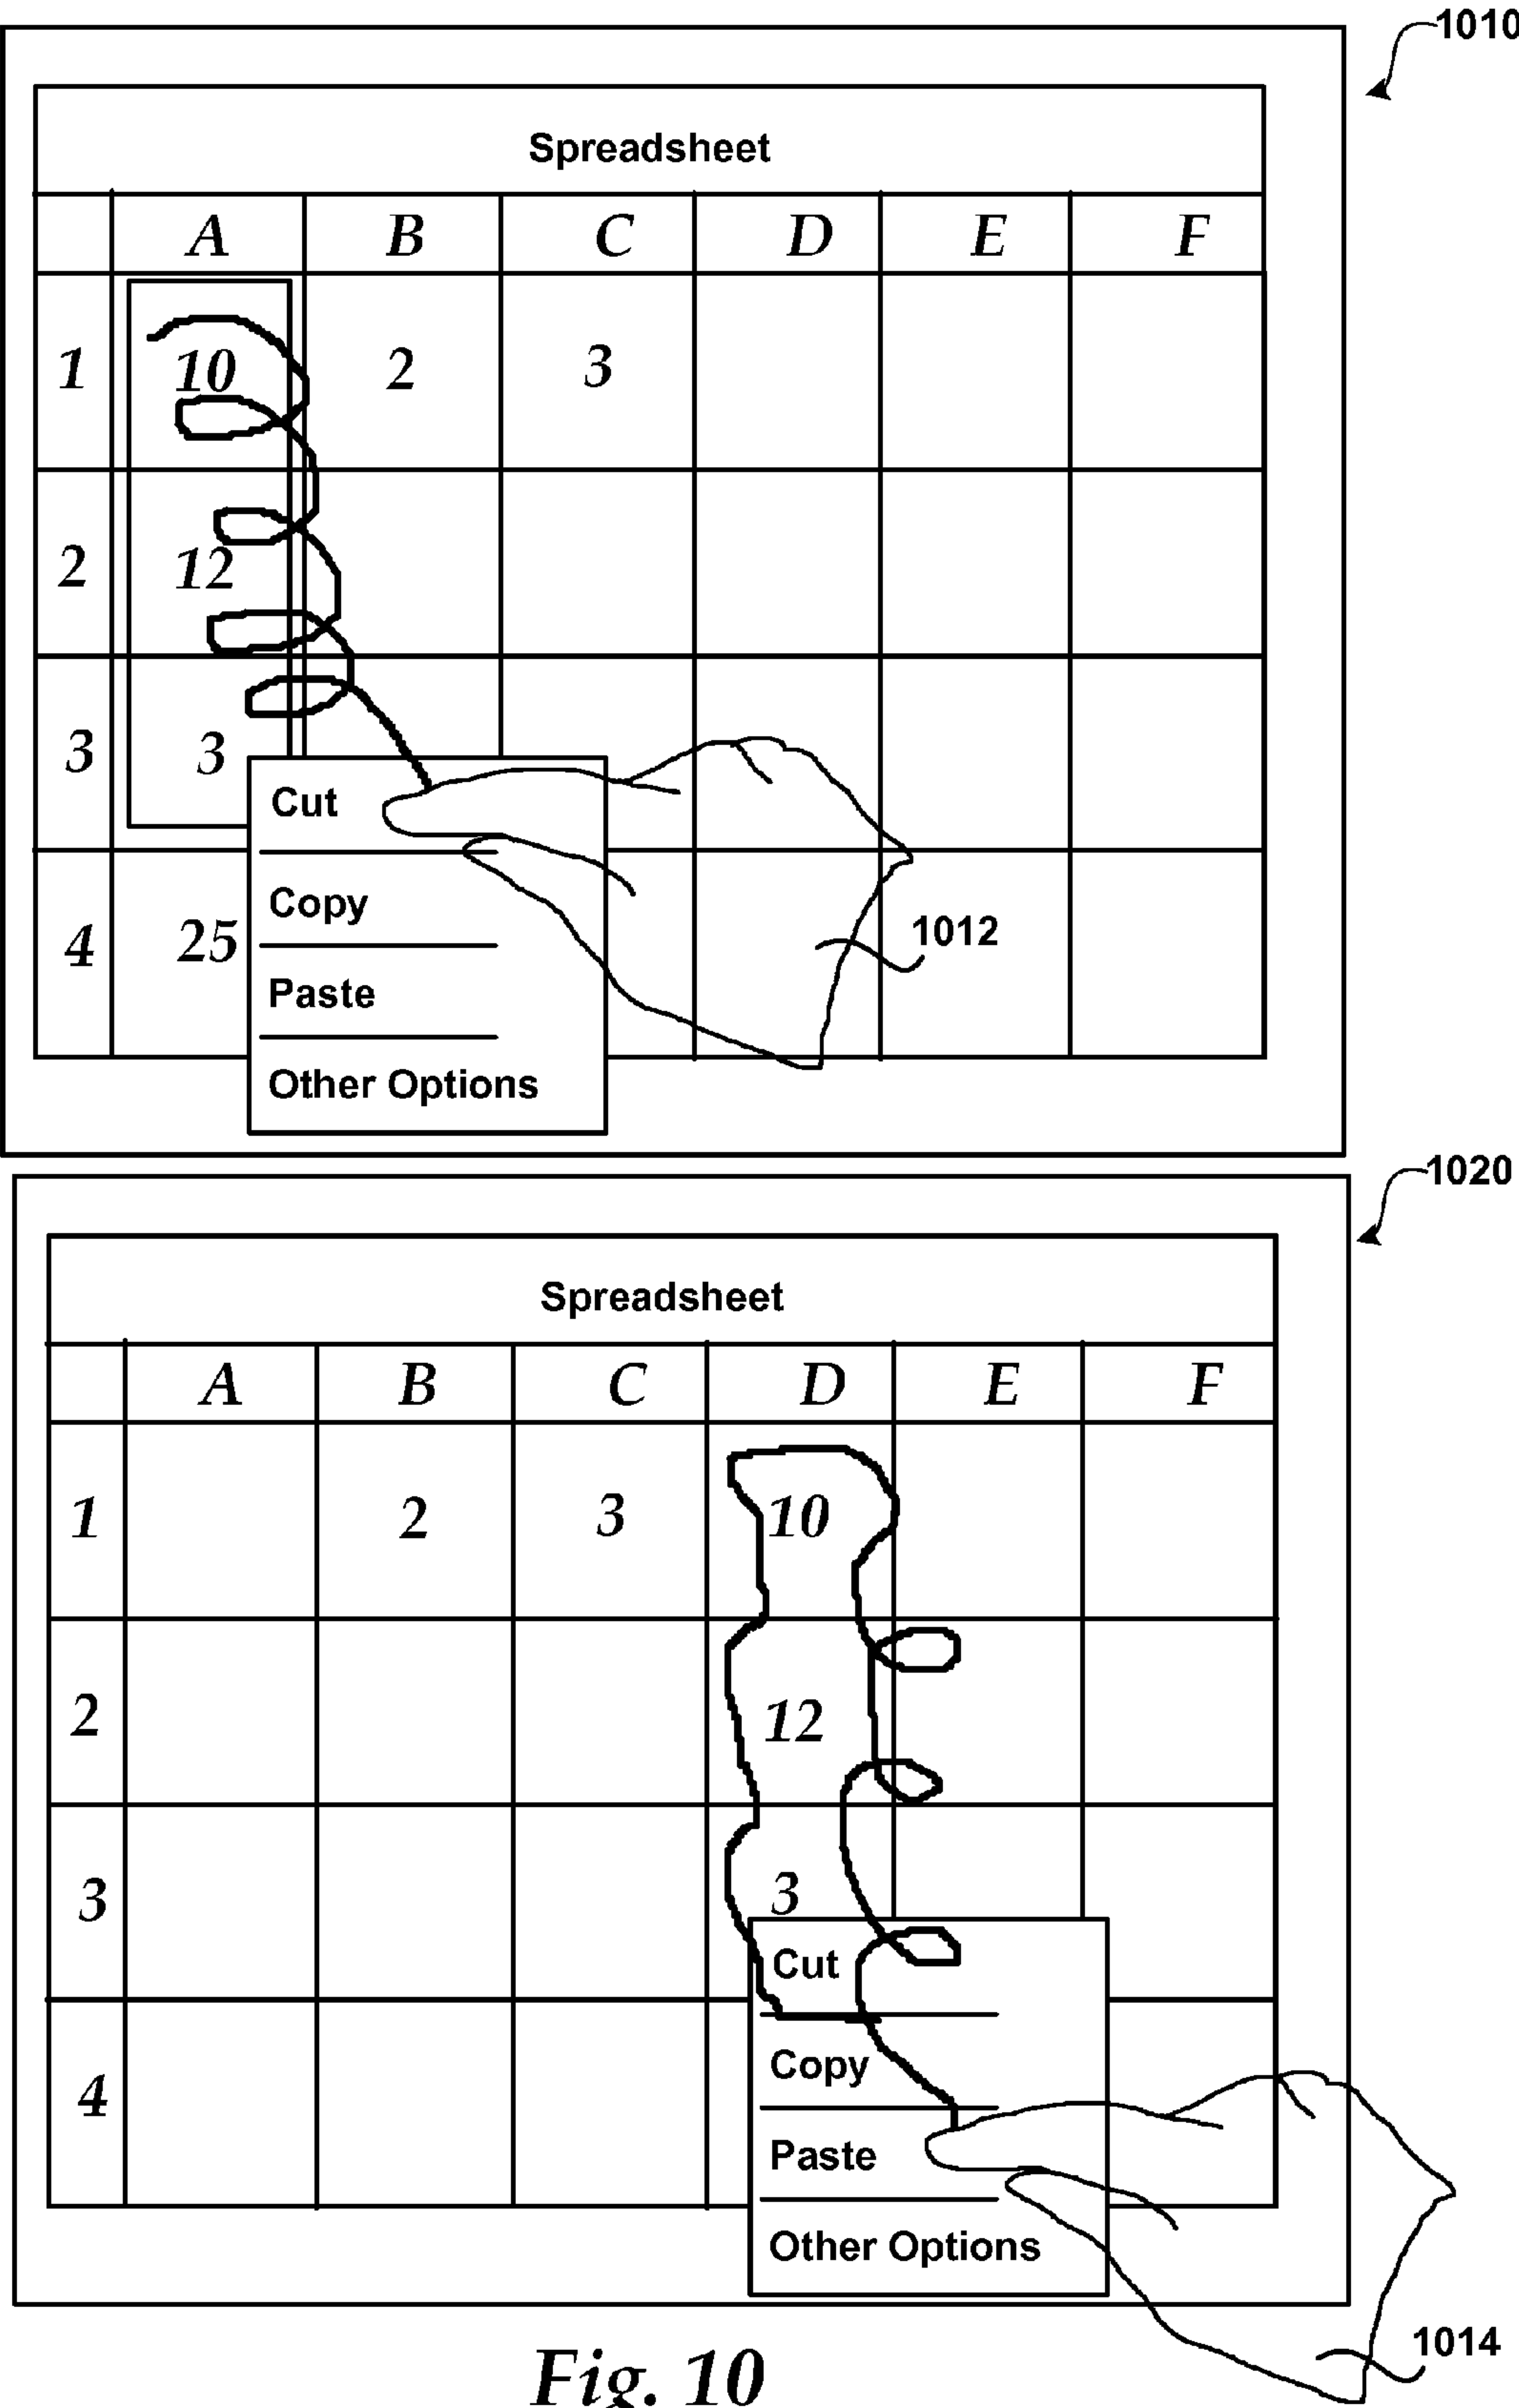 1010
Spreadsheet
A B C D E F
1 10 2 3
2 12
3 3
Cut
Copy
4 25
1012
Paste
Other Options
1020
Spreadsheet
A B C D E F
1 2 3 10
2 12
3 3
Cut
Copy
4
Paste
Other Options
1014
Fig. 10